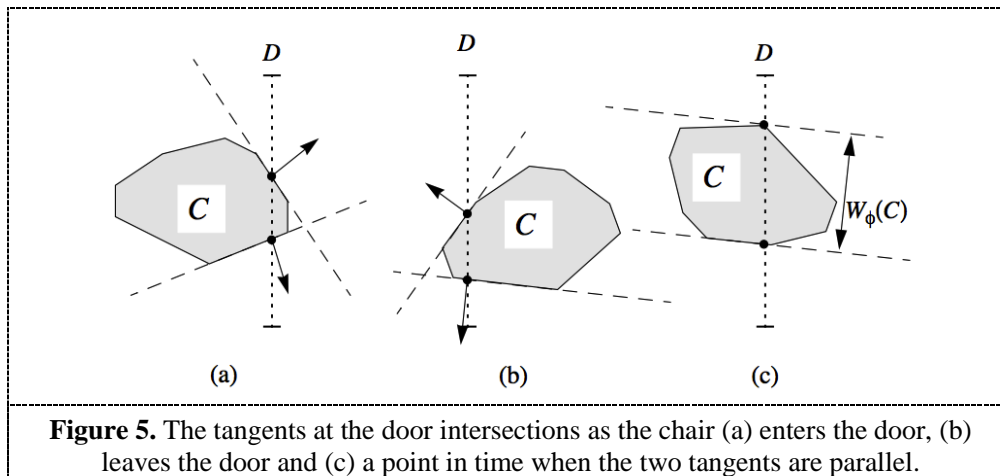 D
D
D
C
C
C
W_ϕ(C)
(a)
(b)
(c)
Figure 5. The tangents at the door intersections as the chair (a) enters the door, (b)
leaves the door and (c) a point in time when the two tangents are parallel.